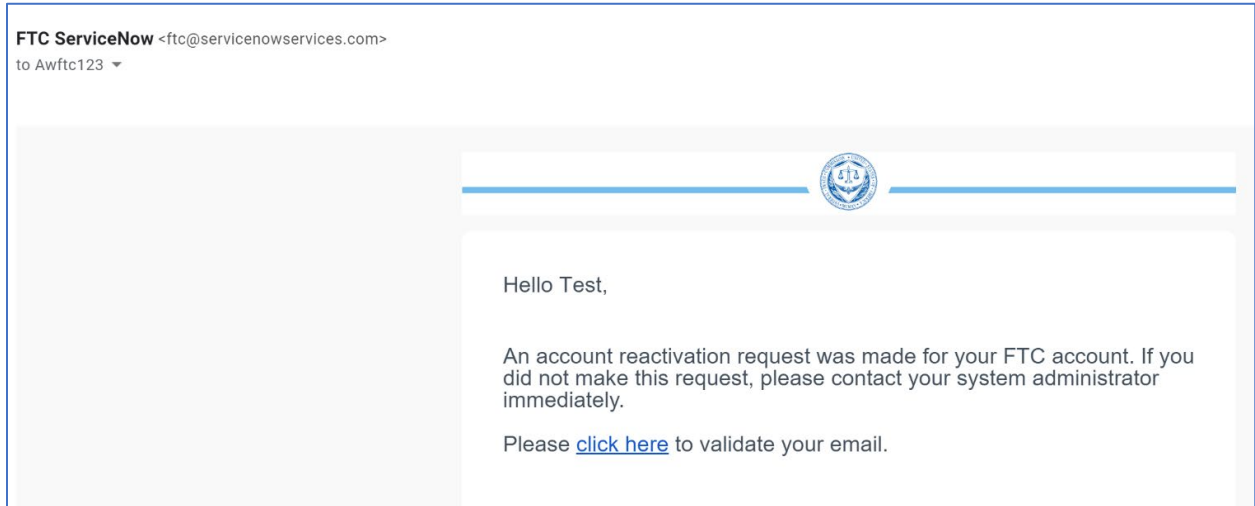 FTC ServiceNow <ftc@servicenowservices.com>
to Awftc123
Hello Test,
An account reactivation request was made for your FTC account. If you
did not make this request, please contact your system administrator
immediately.
Please click here to validate your email.